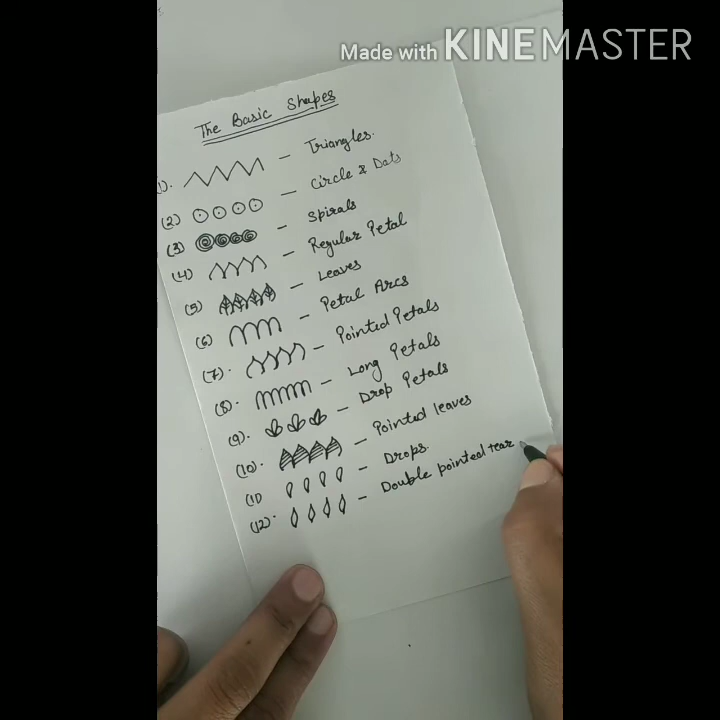 Made with KINEMASTER
The Basic Shapes
(1). - Triangles.
(2) - Circle & Dots
(3) - Spirals
(4) - Regular Petal
(5) - Leaves
(6) - Petal Arcs
(7). - Pointed Petals
(8). - Long Petals
(9). - Drop Petals
(10). - Pointed leaves
(11) - Drops.
(12). - Double pointed tear